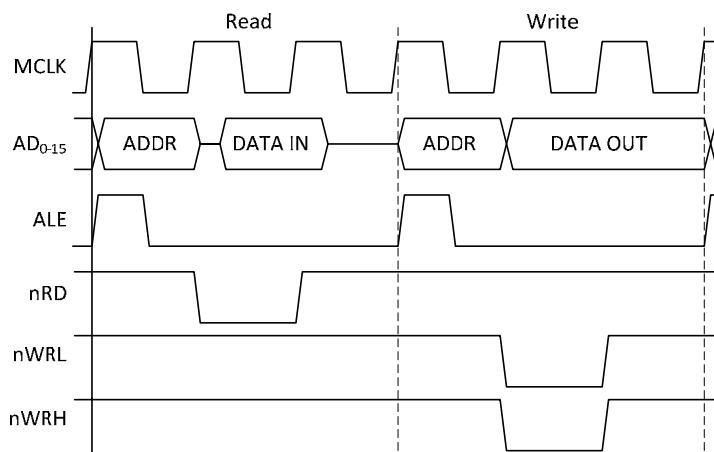 Read Write
MCLK
AD0-15 ADDR DATA IN ADDR DATA OUT
ALE
nRD
nWRL
nWRH